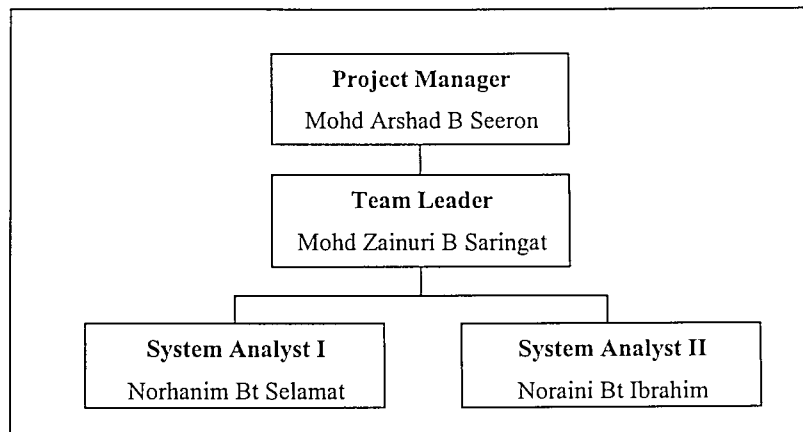 Project Manager
Mohd Arshad B Seeron
Team Leader
Mohd Zainuri B Saringat
System Analyst I
Norhanim Bt Selamat
System Analyst II
Noraini Bt Ibrahim